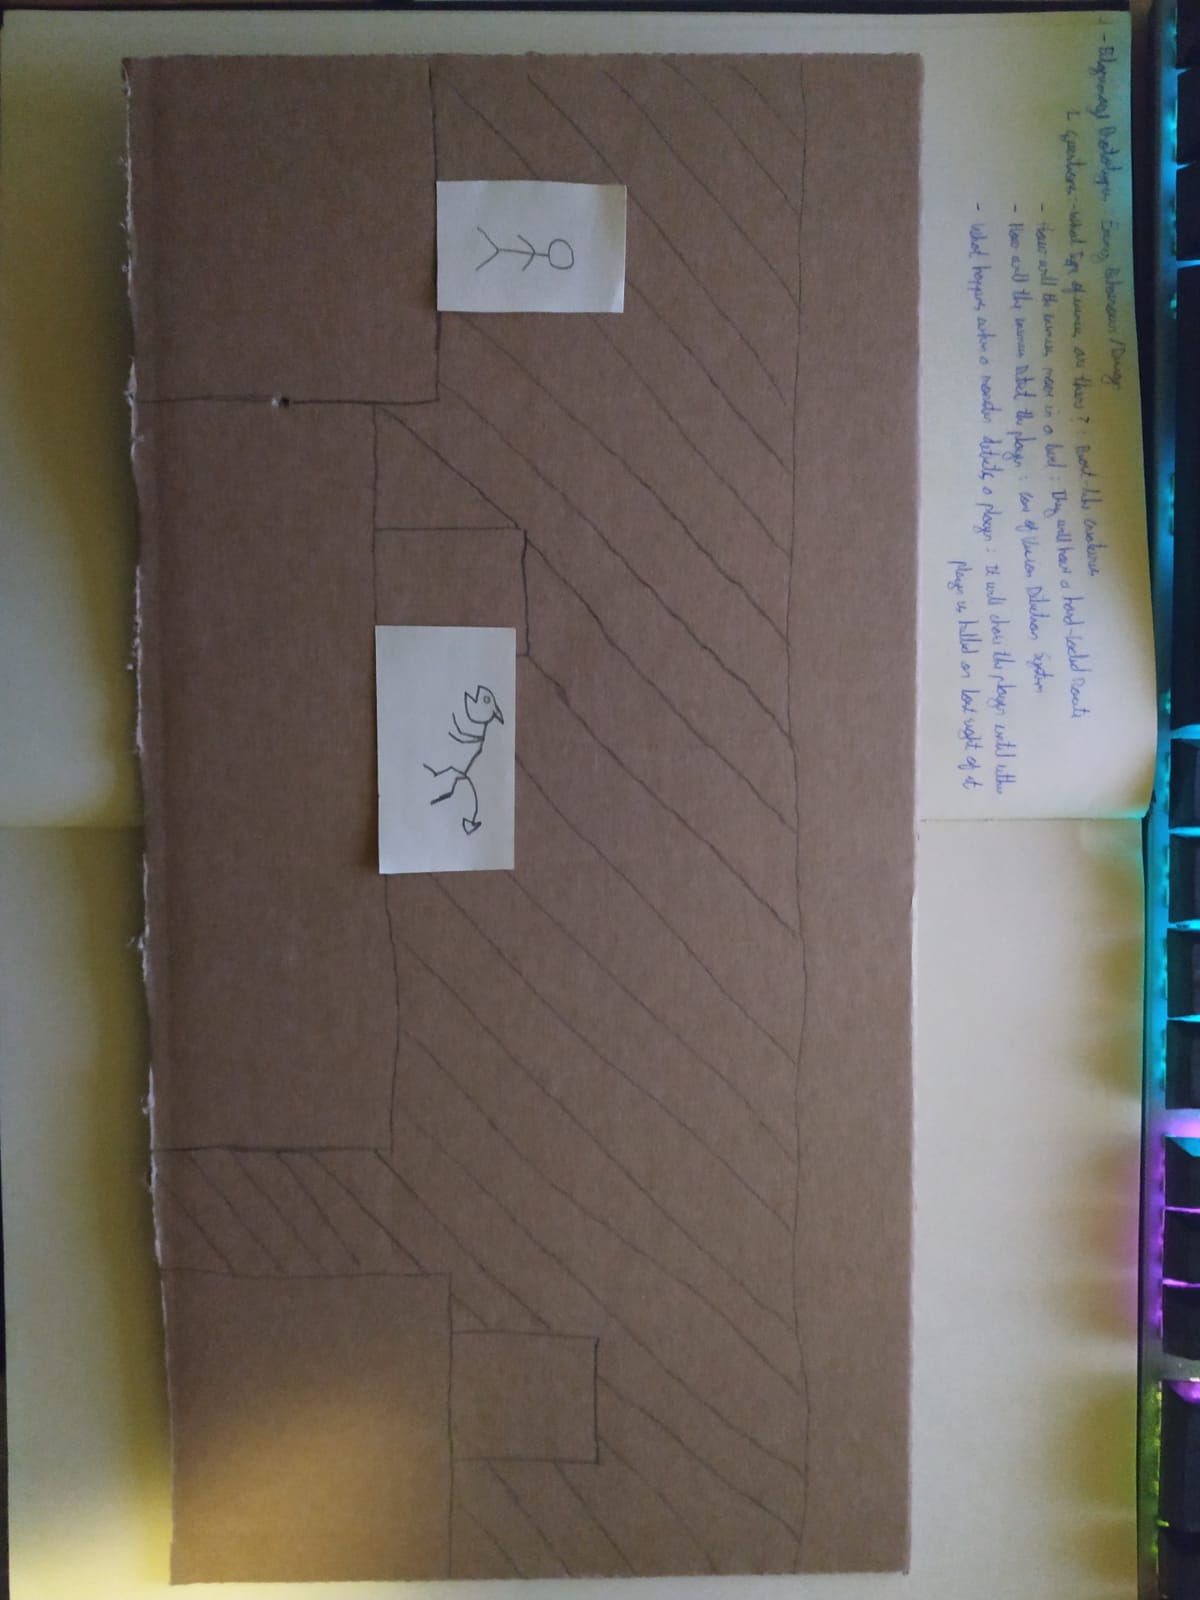 - Pilgrimage Prototype: Enemy Behaviour/Design
L Questions: - What type of enemies are there? : Beast-like creatures
- How will the enemies move in a level : They will have a hard-coded Route
- How will the enemies Detect the player : Cone of Vision Detection System
- What happens when a monster detects a player : It will chase the player until either
player is killed or lost sight of it